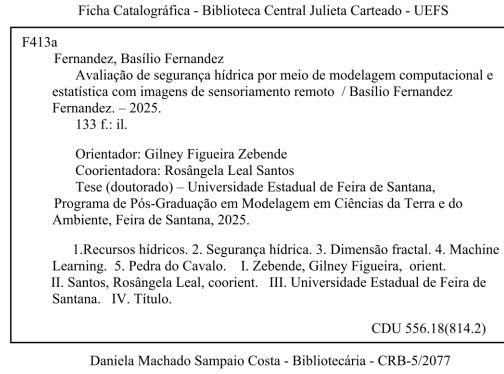 Ficha Catalográfica - Biblioteca Central Julieta Carteado - UEFS
F413a
Fernandez, Basílio Fernandez
Avaliação de segurança hídrica por meio de modelagem computacional e
estatística com imagens de sensoriamento remoto / Basílio Fernandez
Fernandez. – 2025.
133 f.: il.
Orientador: Gilney Figueira Zebende
Coorientadora: Rosângela Leal Santos
Tese (doutorado) – Universidade Estadual de Feira de Santana,
Programa de Pós-Graduação em Modelagem em Ciências da Terra e do
Ambiente, Feira de Santana, 2025.
1.Recursos hídricos. 2. Segurança hídrica. 3. Dimensão fractal. 4. Machine
Learning. 5. Pedra do Cavalo. I. Zebende, Gilney Figueira, orient.
II. Santos, Rosângela Leal, coorient. III. Universidade Estadual de Feira de
Santana. IV. Título.
CDU 556.18(814.2)
Daniela Machado Sampaio Costa - Bibliotecária - CRB-5/2077